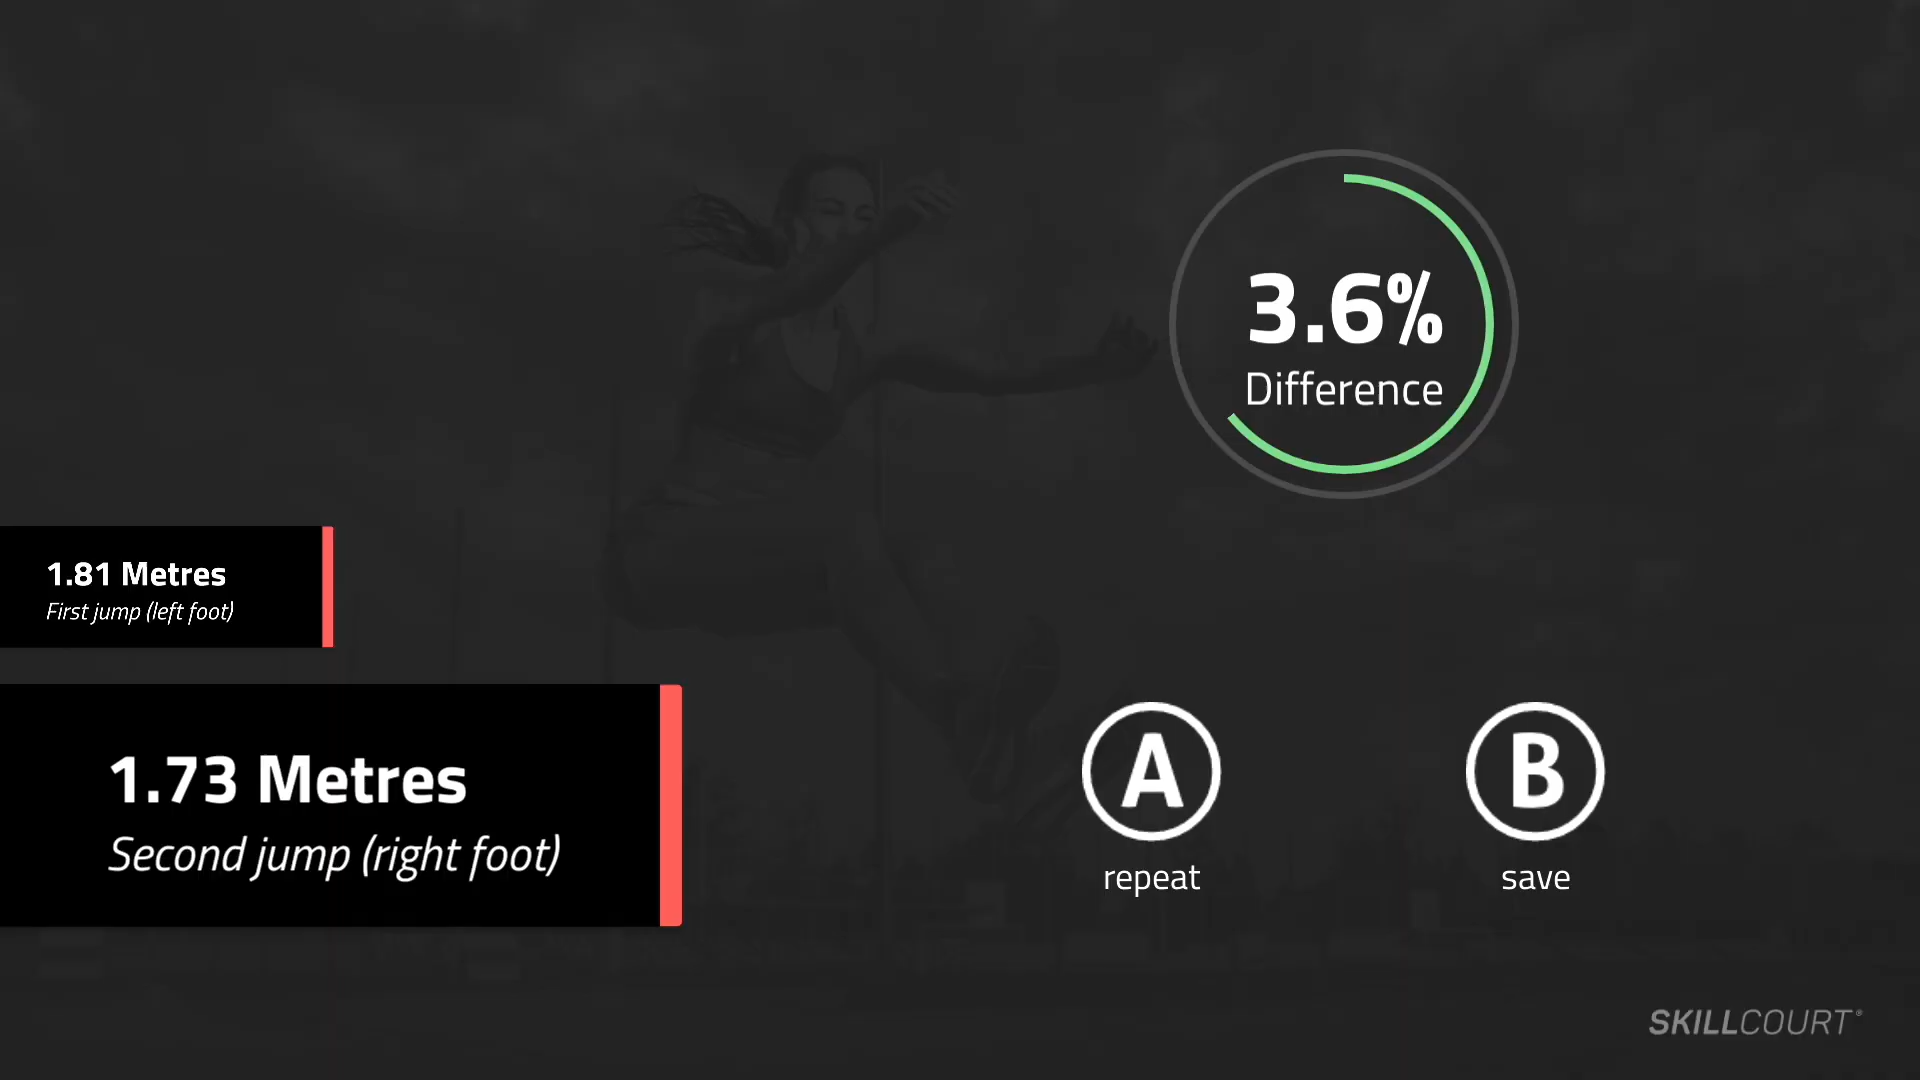 3.6%
Difference
1.81 Metres
First jump (left foot)
1.73 Metres
Second jump (right foot)
A
repeat
B
save
SKILLCOURT®